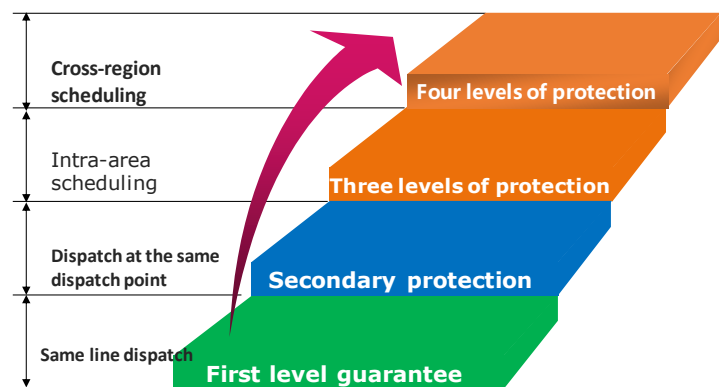 Cross-region
scheduling
Four levels of protection
Intra-area
scheduling
Three levels of protection
Dispatch at the same
dispatch point
Secondary protection
Same line dispatch
First level guarantee